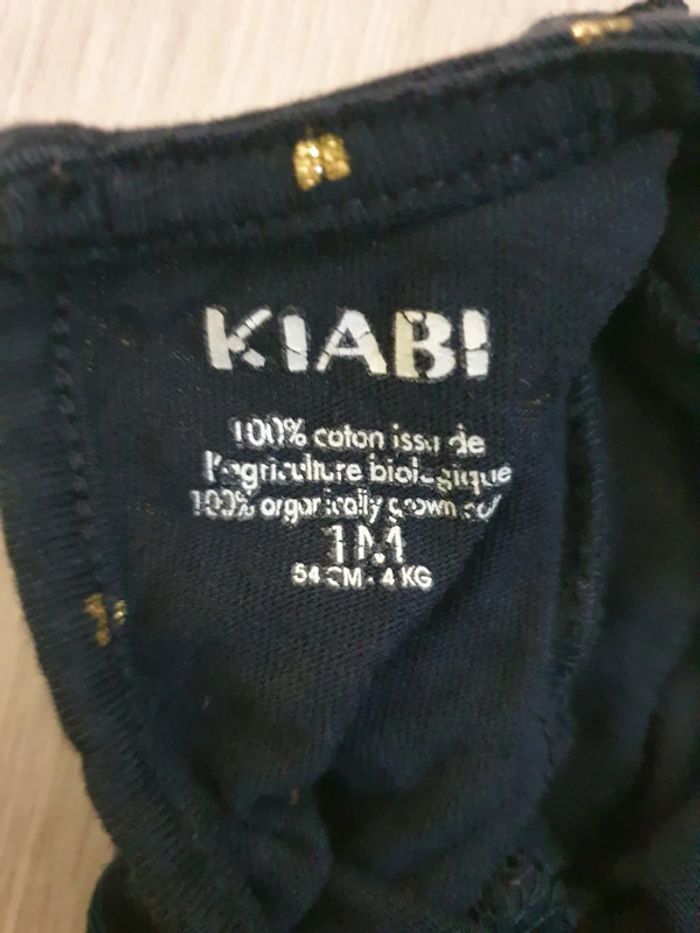 KIABI
100% coton issu de
l'agriculture biologique
100% organically grown
1M
54 CM - 4 KG